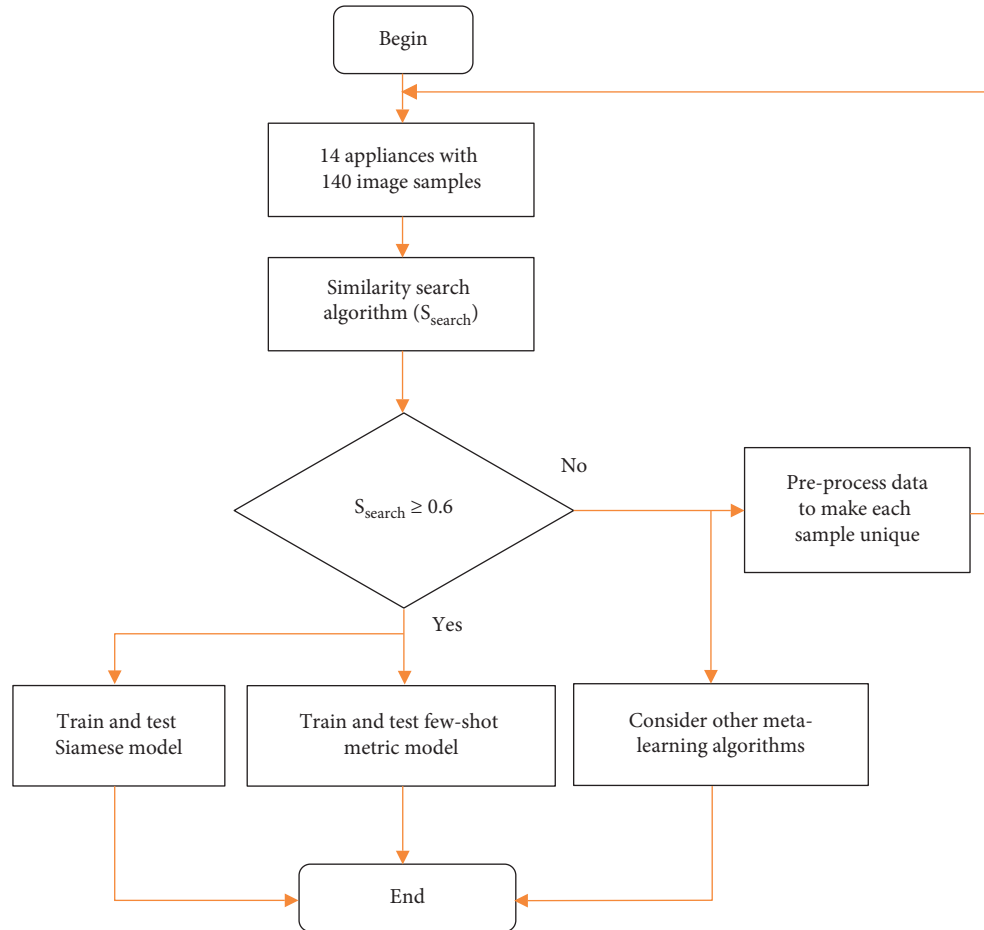 Begin
14 appliances with
140 image samples
Similarity search
algorithm (S_search)
S_search ≥ 0.6
No
Pre-process data
to make each
sample unique
Yes
Train and test
Siamese model
Train and test few-shot
metric model
Consider other meta-
learning algorithms
End